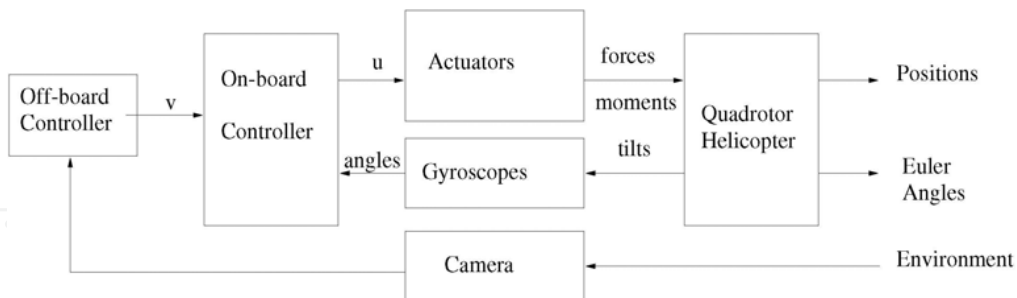 Off-board
Controller
v
On-board
Controller
u
Actuators
forces
moments
Quadrotor
Helicopter
Positions
angles
Gyroscopes
tilts
Euler
Angles
Camera
Environment